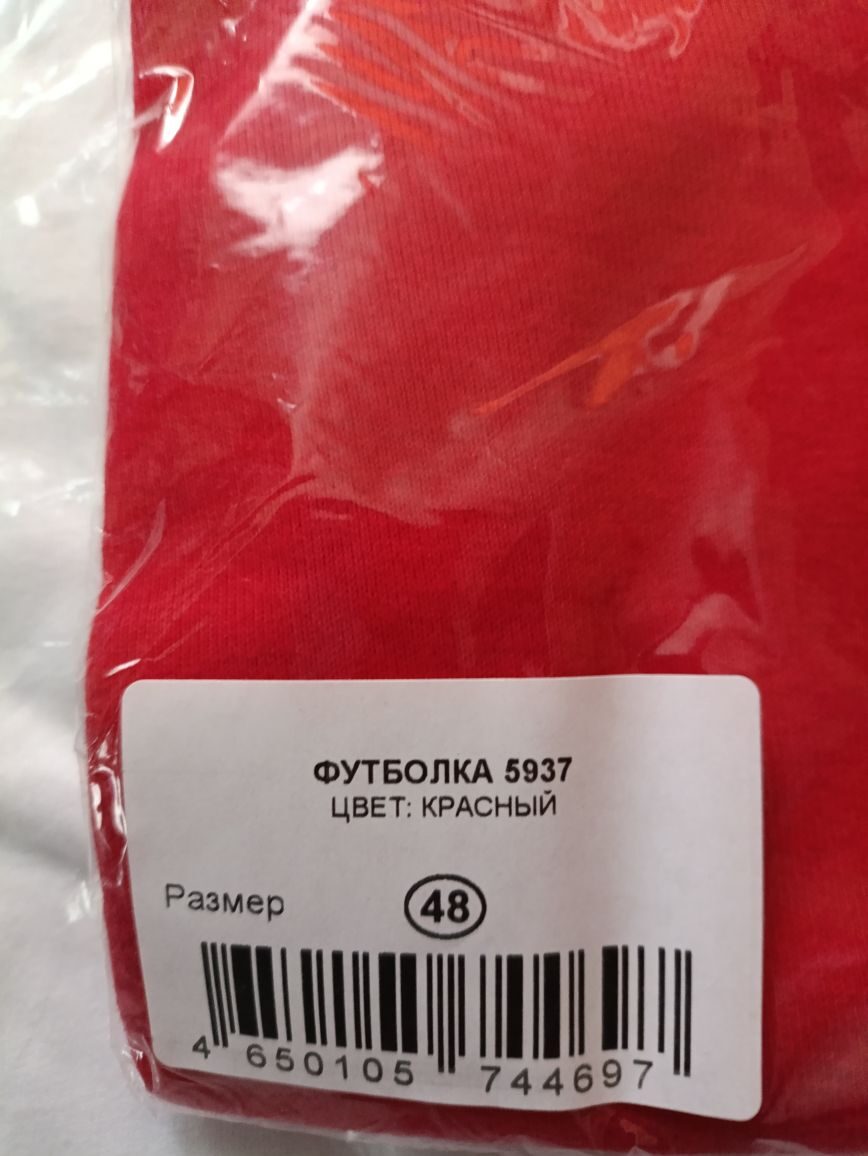 ФУТБОЛКА 5937
ЦВЕТ: КРАСНЫЙ
Размер 48
4 650105 744697